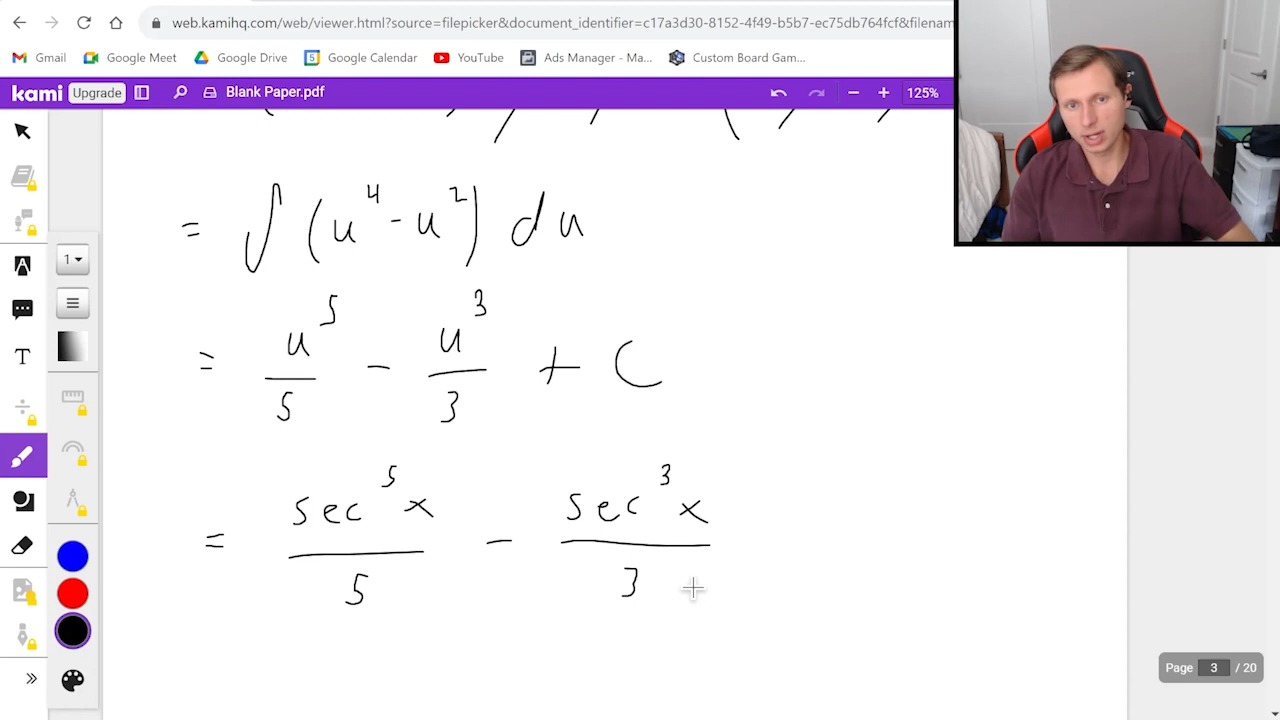 web.kamihq.com/web/viewer.html?source=filepicker&document_identifier=c17a3d30-8152-4f49-b5b7-ec75db764fcf&filenam
Gmail Google Meet Google Drive 5 Google Calendar YouTube Ads Manager - Ma... Custom Board Gam...
kami Upgrade Blank Paper.pdf 125%
= ∫ (u⁴ - u²) du
1
= u⁵/5 - u³/3 + C
A
T
= sec⁵x/5 - sec³x/3
Page 3 / 20